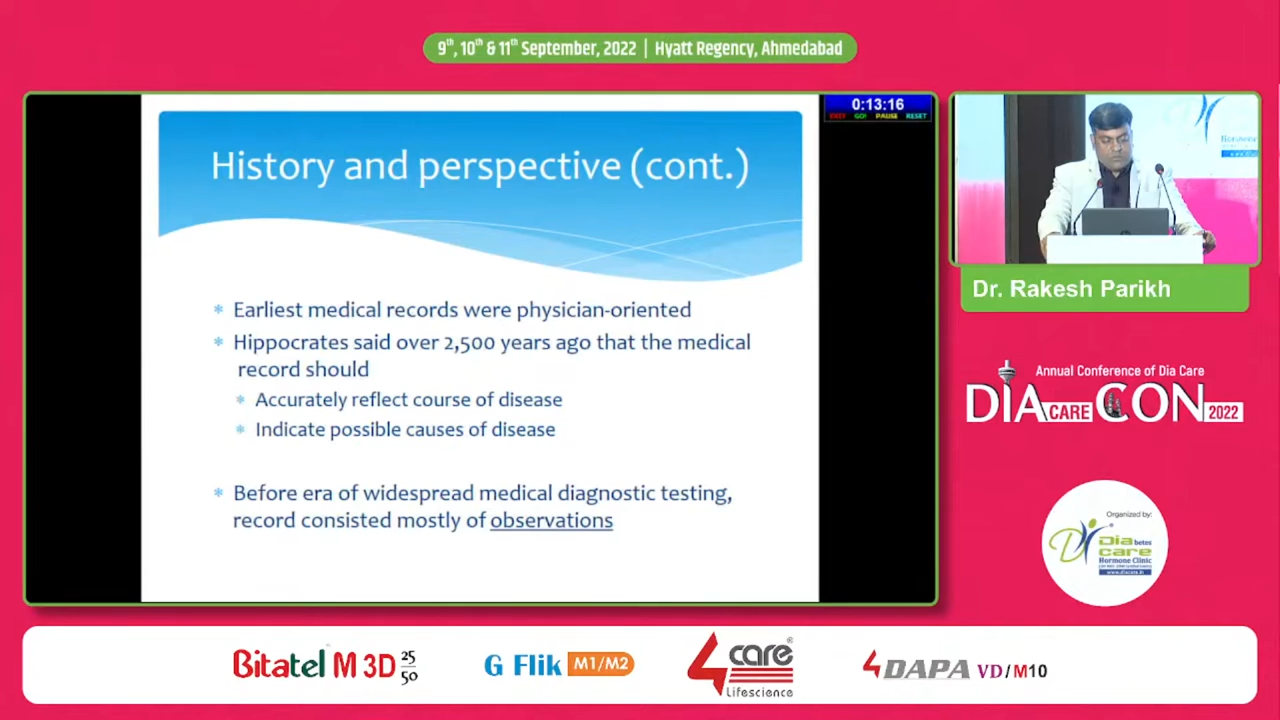 9th, 10th & 11th September, 2022 | Hyatt Regency, Ahmedabad
0:13:16
EXIT GO! PAUSE RESET
History and perspective (cont.)
Earliest medical records were physician-oriented
Hippocrates said over 2,500 years ago that the medical
record should
Accurately reflect course of disease
Indicate possible causes of disease
Before era of widespread medical diagnostic testing,
record consisted mostly of observations
Dr. Rakesh Parikh
Annual Conference of Dia Care
DIA CARE CON 2022
Organized by:
Diabetes
care
Hormone Clinic
www.diacare.in
Bitatel M 3D 25/50
G Flik M1/M2
4care®
Lifescience
4DAPA VD/M10